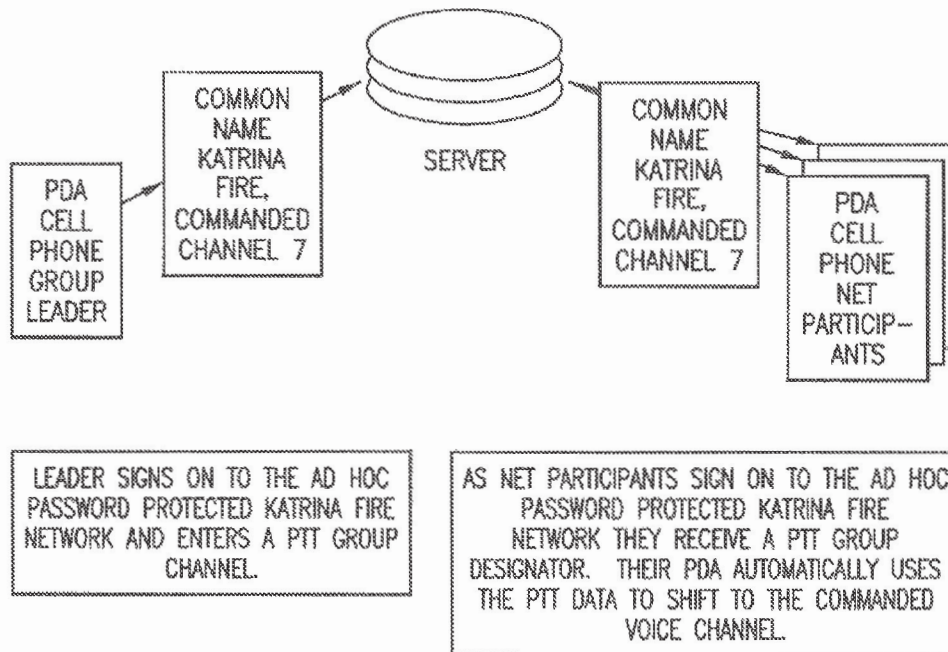 PDA
CELL
PHONE
GROUP
LEADER
COMMON
NAME
KATRINA
FIRE,
COMMANDED
CHANNEL 7
SERVER
COMMON
NAME
KATRINA
FIRE,
COMMANDED
CHANNEL 7
PDA
CELL
PHONE
NET
PARTICIP-
ANTS
LEADER SIGNS ON TO THE AD HOC
PASSWORD PROTECTED KATRINA FIRE
NETWORK AND ENTERS A PTT GROUP
CHANNEL.
AS NET PARTICIPANTS SIGN ON TO THE AD HOC
PASSWORD PROTECTED KATRINA FIRE
NETWORK THEY RECEIVE A PTT GROUP
DESIGNATOR. THEIR PDA AUTOMATICALLY USES
THE PTT DATA TO SHIFT TO THE COMMANDED
VOICE CHANNEL.